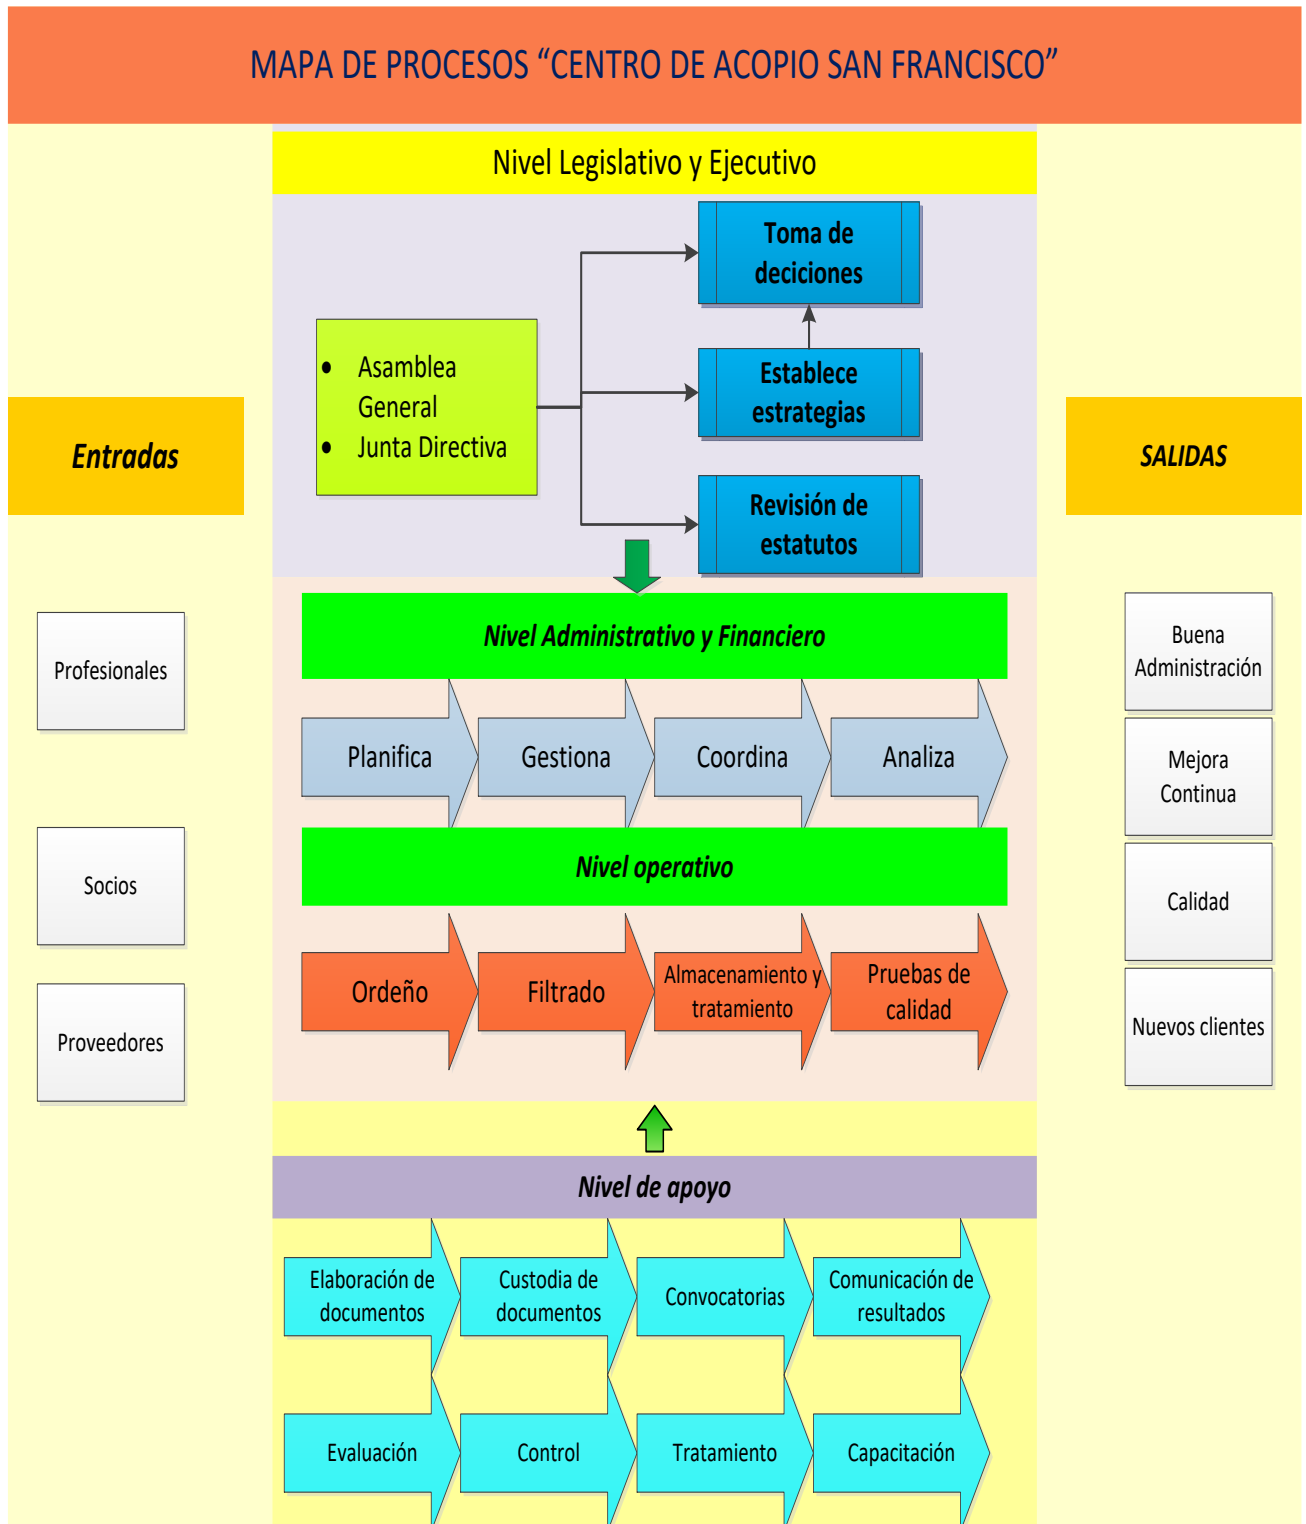 MAPA DE PROCESOS “CENTRO DE ACOPIO SAN FRANCISCO”
Nivel Legislativo y Ejecutivo
Toma de
deciciones
• Asamblea
General
• Junta Directiva
Establece
estrategias
Revisión de
estatutos
Entradas
SALIDAS
Nivel Administrativo y Financiero
Planifica
Gestiona
Coordina
Analiza
Nivel operativo
Ordeño
Filtrado
Almacenamiento y
tratamiento
Pruebas de
calidad
Profesionales
Socios
Proveedores
Buena
Administración
Mejora
Continua
Calidad
Nuevos clientes
Nivel de apoyo
Elaboración de
documentos
Custodia de
documentos
Convocatorias
Comunicación de
resultados
Evaluación
Control
Tratamiento
Capacitación